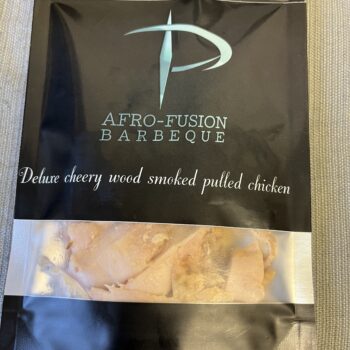 AFRO-FUSION
BARBEQUE
Deluxe cheery wood smoked pulled chicken